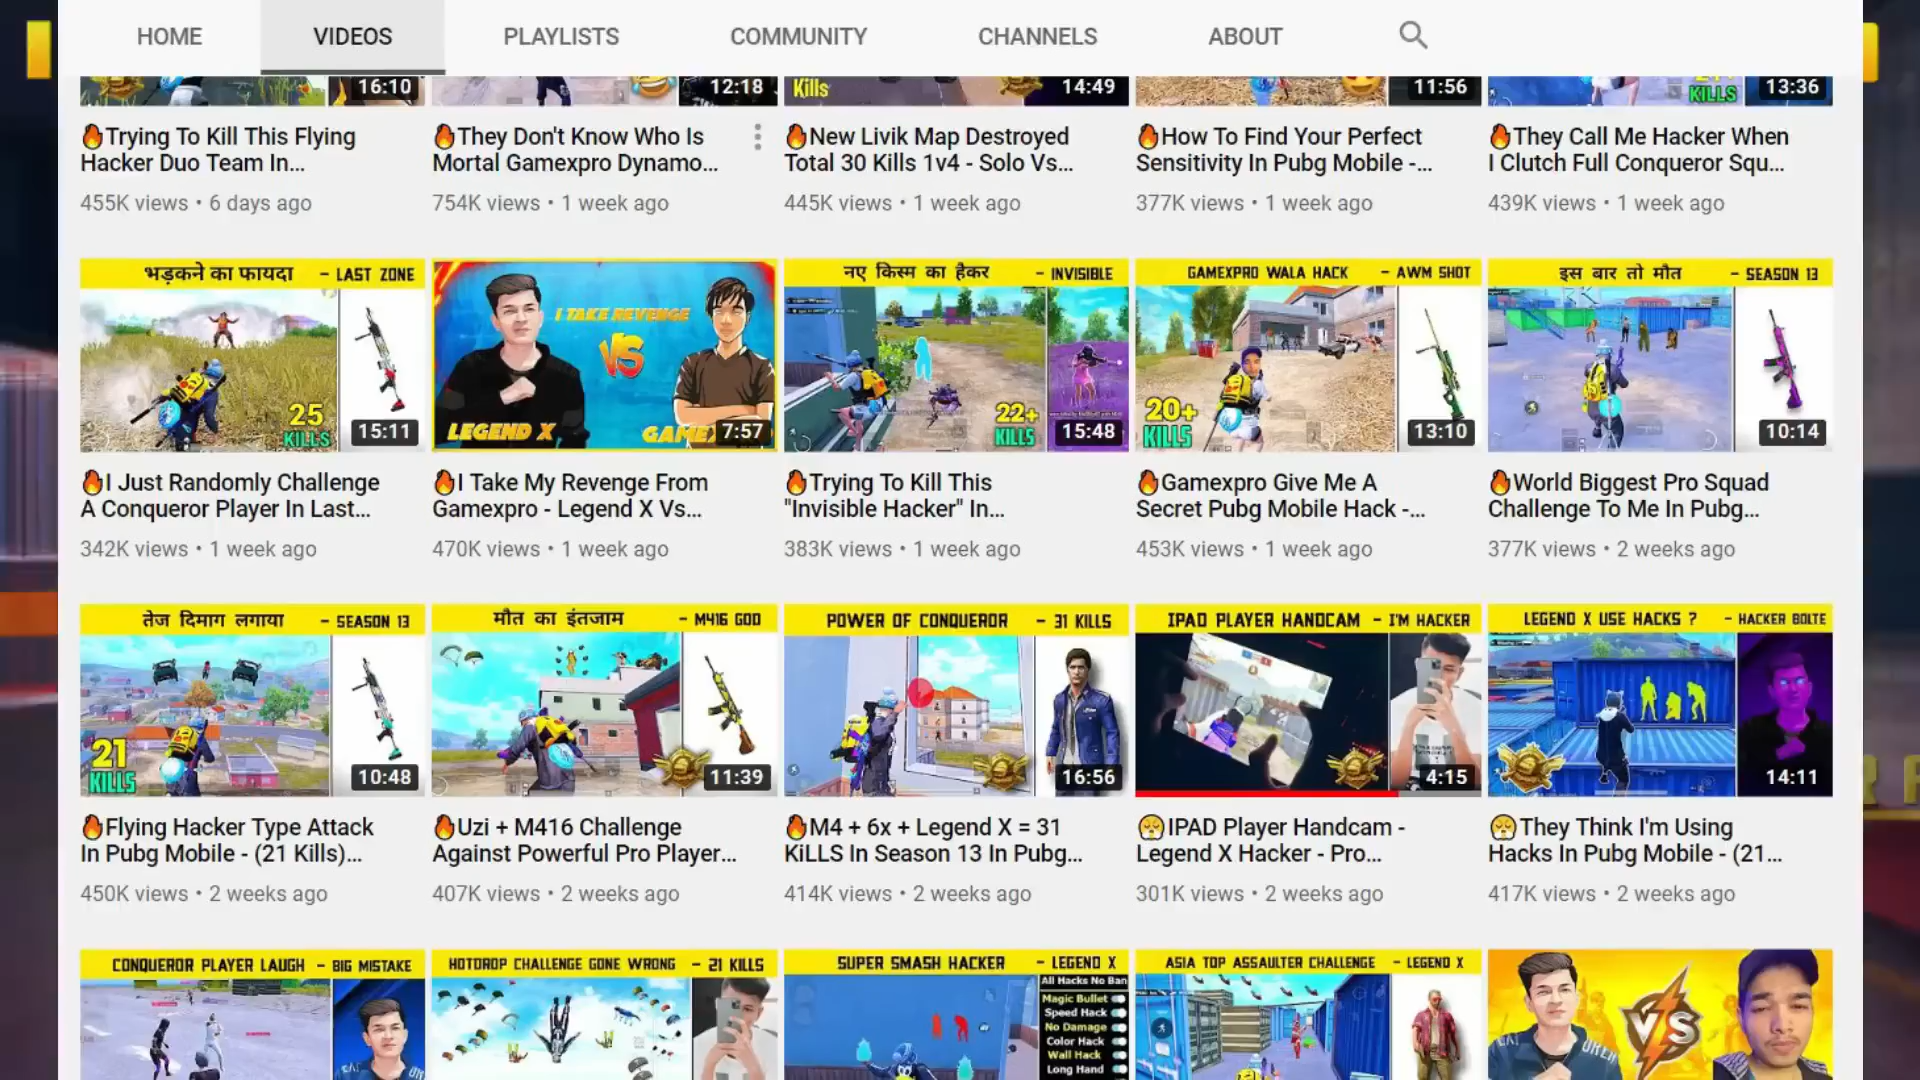 HOME VIDEOS PLAYLISTS COMMUNITY CHANNELS ABOUT
16:10
12:18
Kills
14:49
11:56
KILLS
13:36
🔥Trying To Kill This Flying
Hacker Duo Team In...
455K views • 6 days ago
🔥They Don't Know Who Is
Mortal Gamexpro Dynamo...
754K views • 1 week ago
🔥New Livik Map Destroyed
Total 30 Kills 1v4 - Solo Vs...
445K views • 1 week ago
🔥How To Find Your Perfect
Sensitivity In Pubg Mobile -...
377K views • 1 week ago
🔥They Call Me Hacker When
I Clutch Full Conqueror Squ...
439K views • 1 week ago
भड़कने का फायदा - LAST ZONE
25
KILLS
15:11
🔥I Just Randomly Challenge
A Conqueror Player In Last...
342K views • 1 week ago
I TAKE REVENGE
VS
LEGEND X
7:57
🔥I Take My Revenge From
Gamexpro - Legend X Vs...
470K views • 1 week ago
नए किस्म का हैकर - INVISIBLE
22+
KILLS
15:48
🔥Trying To Kill This
"Invisible Hacker" In...
383K views • 1 week ago
GAMEXPRO WALA HACK - AWM SHOT
20+
KILLS
13:10
🔥Gamexpro Give Me A
Secret Pubg Mobile Hack -...
453K views • 1 week ago
इस बार तो मौत - SEASON 13
10:14
🔥World Biggest Pro Squad
Challenge To Me In Pubg...
377K views • 2 weeks ago
तेज दिमाग लगाया - SEASON 13
21
KILLS
10:48
🔥Flying Hacker Type Attack
In Pubg Mobile - (21 Kills)...
450K views • 2 weeks ago
मौत का इंतजाम - M416 GOD
11:39
🔥Uzi + M416 Challenge
Against Powerful Pro Player...
407K views • 2 weeks ago
POWER OF CONQUEROR - 31 KILLS
16:56
🔥M4 + 6x + Legend X = 31
KiLLS In Season 13 In Pubg...
414K views • 2 weeks ago
IPAD PLAYER HANDCAM - I'M HACKER
4:15
😤IPAD Player Handcam -
Legend X Hacker - Pro...
301K views • 2 weeks ago
LEGEND X USE HACKS ? - HACKER BOLTE
14:11
😤They Think I'm Using
Hacks In Pubg Mobile - (21...
417K views • 2 weeks ago
CONQUEROR PLAYER LAUGH - BIG MISTAKE
HOTDROP CHALLENGE GONE WRONG - 21 KILLS
SUPER SMASH HACKER - LEGEND X
All Hacks No Ban
Magic Bullet
Speed Hack
No Damage
Color Hack
Wall Hack
Long Hand
ASIA TOP ASSAULTER CHALLENGE - LEGEND X
VS